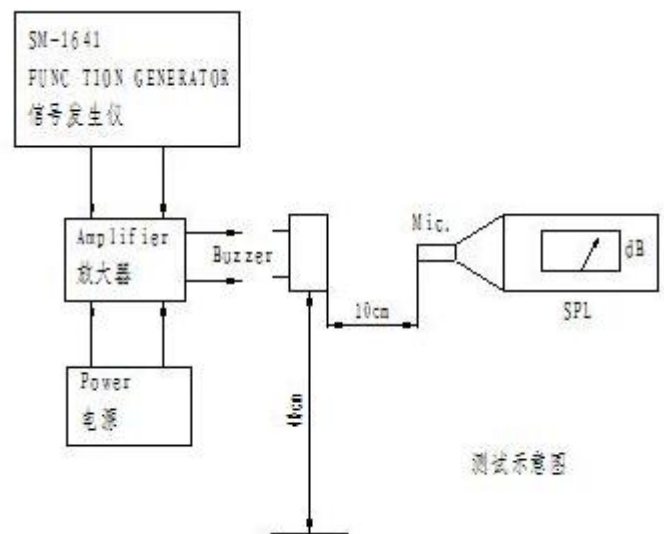 SM-1641
FUNC TION GENERATOR
信号发生仪
Amplifier
放大器
Buzzer
Mic.
dB
10cm
SPL
Power
电源
40cm
测试示意图